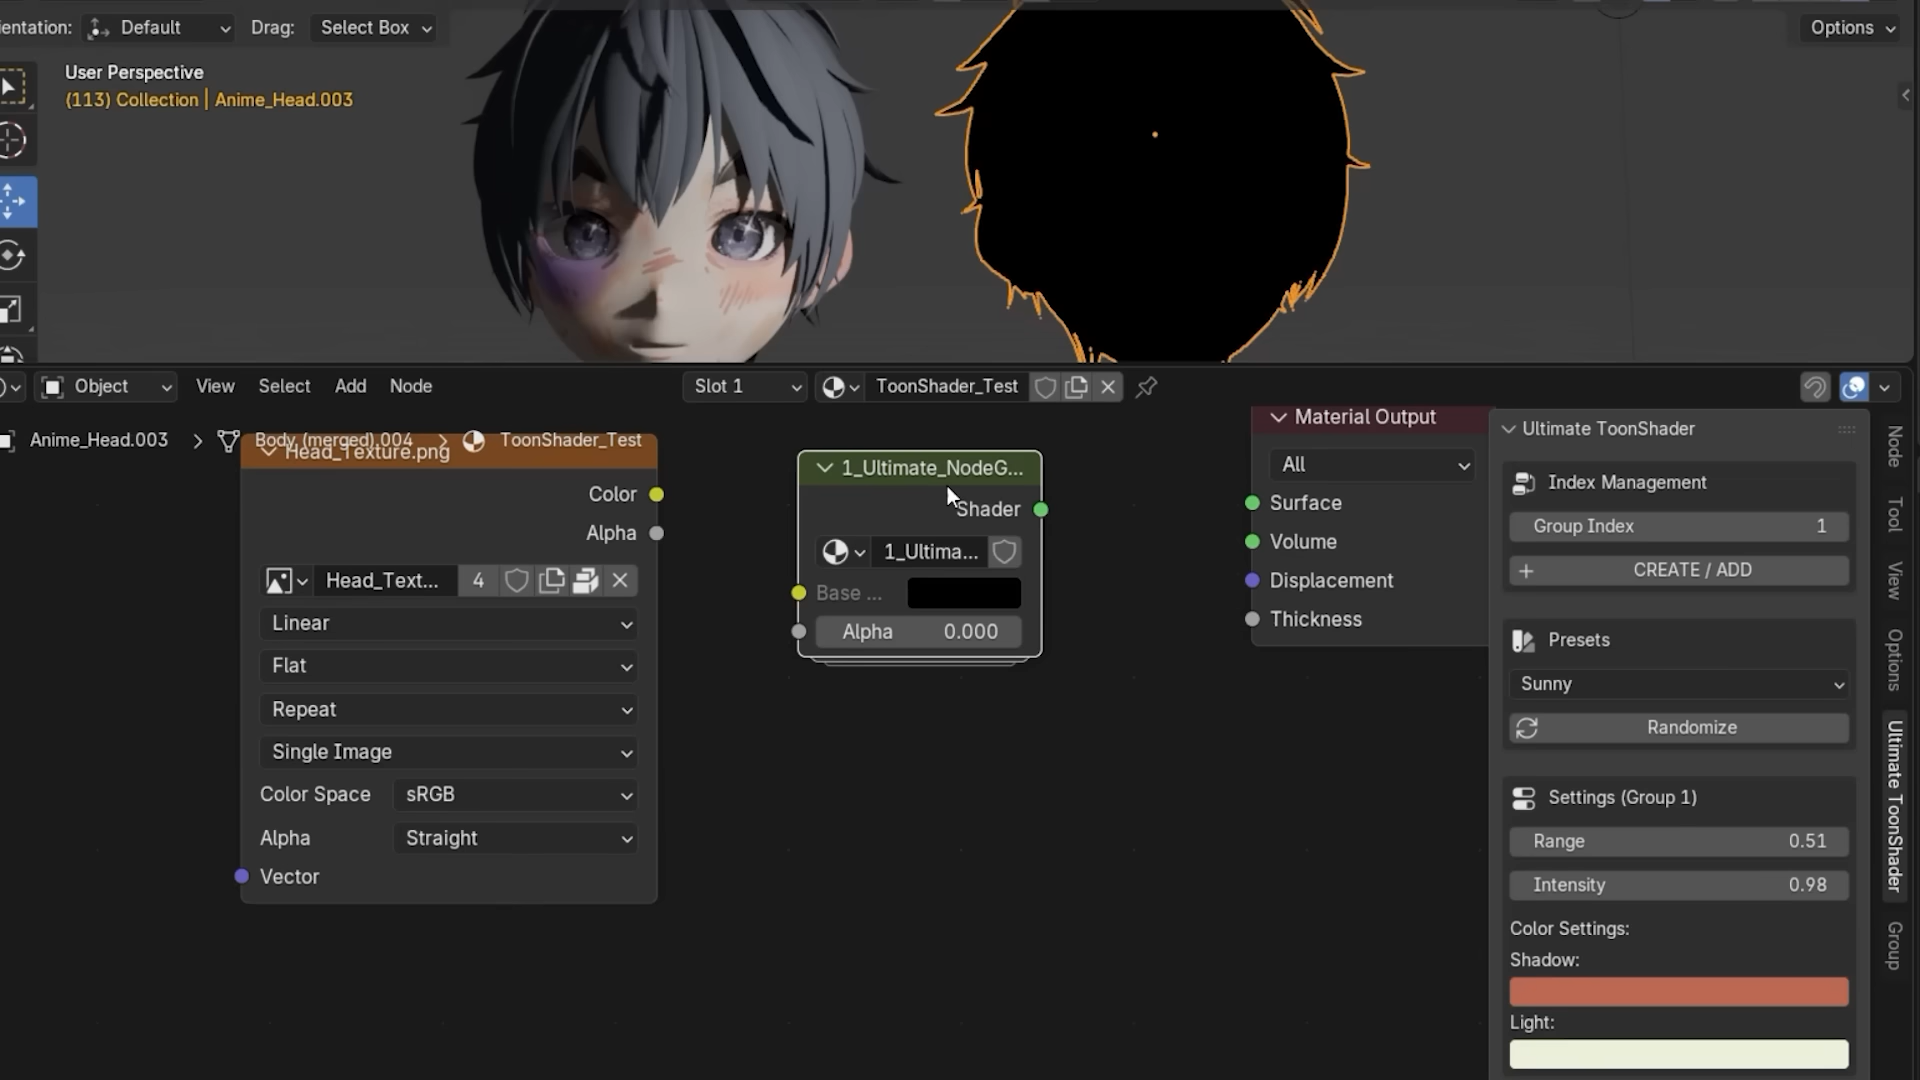 ientation: Default Drag: Select Box Options
User Perspective
(113) Collection | Anime_Head.003
Object View Select Add Node Slot 1 ToonShader_Test
Anime_Head.003 Body (merged).004 ToonShader_Test
Head_Texture.png
Color
Alpha
Head_Text... 4
Linear
Flat
Repeat
Single Image
Color Space sRGB
Alpha Straight
Vector
1_Ultimate_NodeG...
Shader
1_Ultima...
Base ...
Alpha 0.000
Material Output
All
Surface
Volume
Displacement
Thickness
Ultimate ToonShader
Index Management
Group Index 1
CREATE / ADD
Presets
Sunny
Randomize
Settings (Group 1)
Range 0.51
Intensity 0.98
Color Settings:
Shadow:
Light:
Node
Tool
View
Options
Ultimate ToonShader
Group